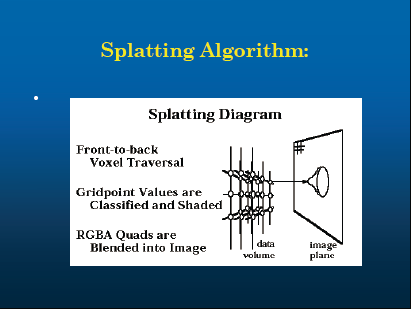 Splatting Algorithm:
•
Splatting Diagram
Front-to-back
Voxel Traversal
Gridpoint Values are
Classified and Shaded
RGBA Quads are
Blended into Image
data
volume
image
plane